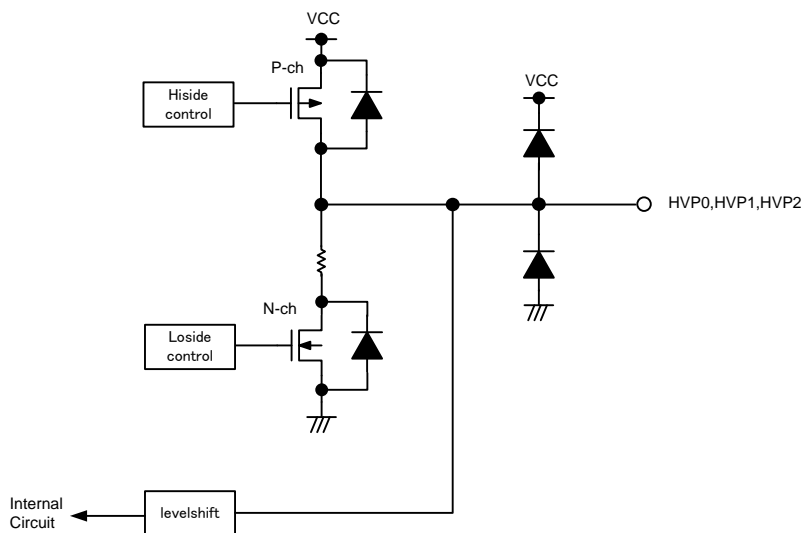 VCC
P-ch
Hiside
control
VCC
HVP0,HVP1,HVP2
N-ch
Loside
control
Internal
Circuit
levelshift